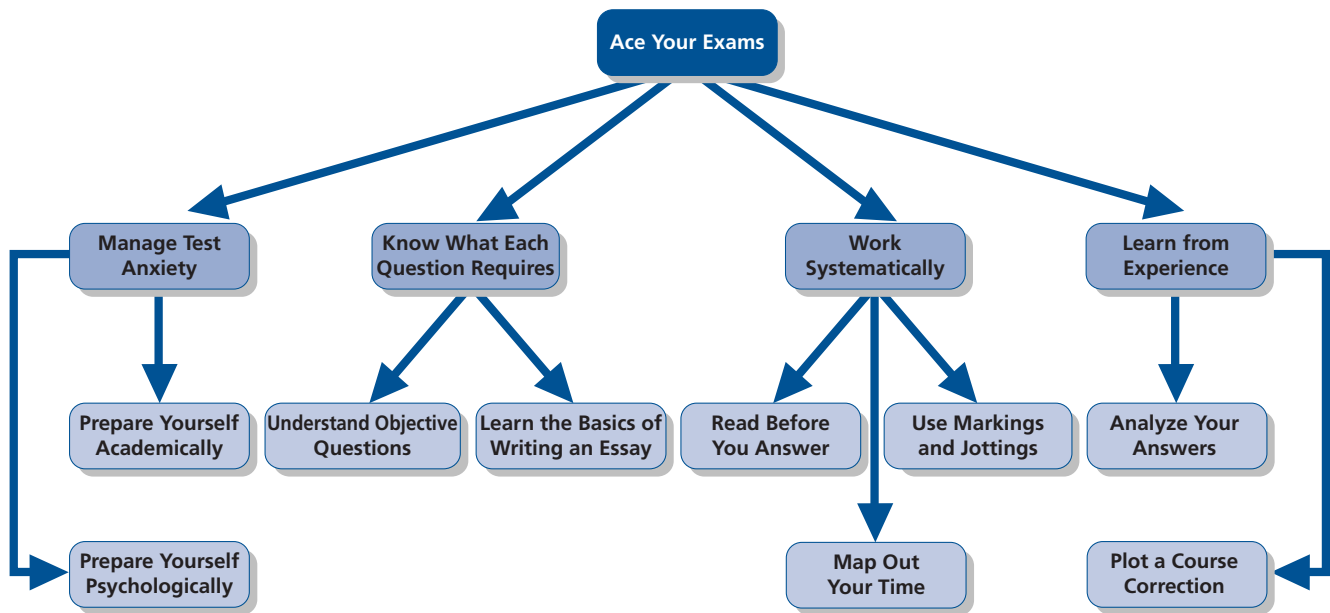 Ace Your Exams
Manage Test
Anxiety
Know What Each
Question Requires
Work
Systematically
Learn from
Experience
Prepare Yourself
Academically
Understand Objective
Questions
Learn the Basics of
Writing an Essay
Read Before
You Answer
Use Markings
and Jottings
Analyze Your
Answers
Prepare Yourself
Psychologically
Map Out
Your Time
Plot a Course
Correction